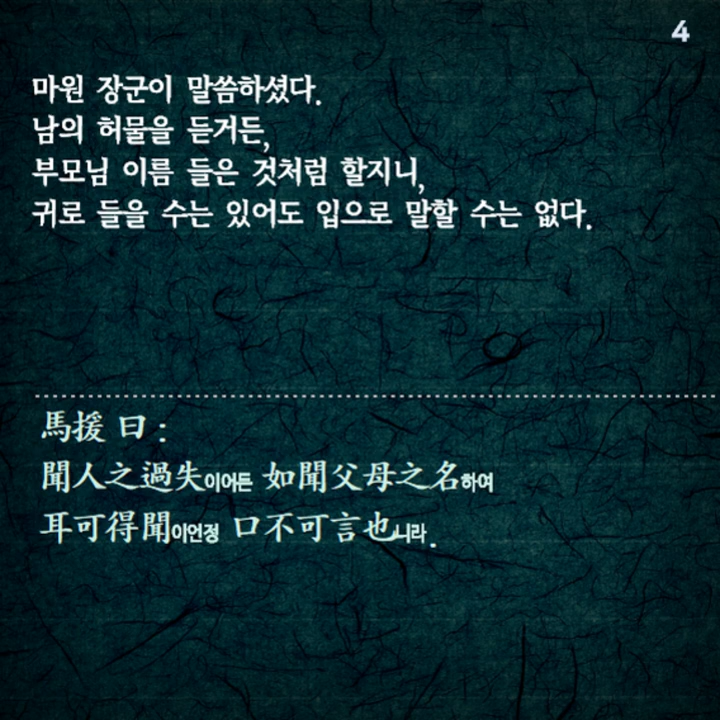 4
마원 장군이 말씀하셨다.
남의 허물을 듣거든,
부모님 이름 들은 것처럼 할지니,
귀로 들을 수는 있어도 입으로 말할 수는 없다.
馬援 曰 :
聞人之過失이어든 如聞父母之名하여
耳可得聞이언정 口不可言也니라.